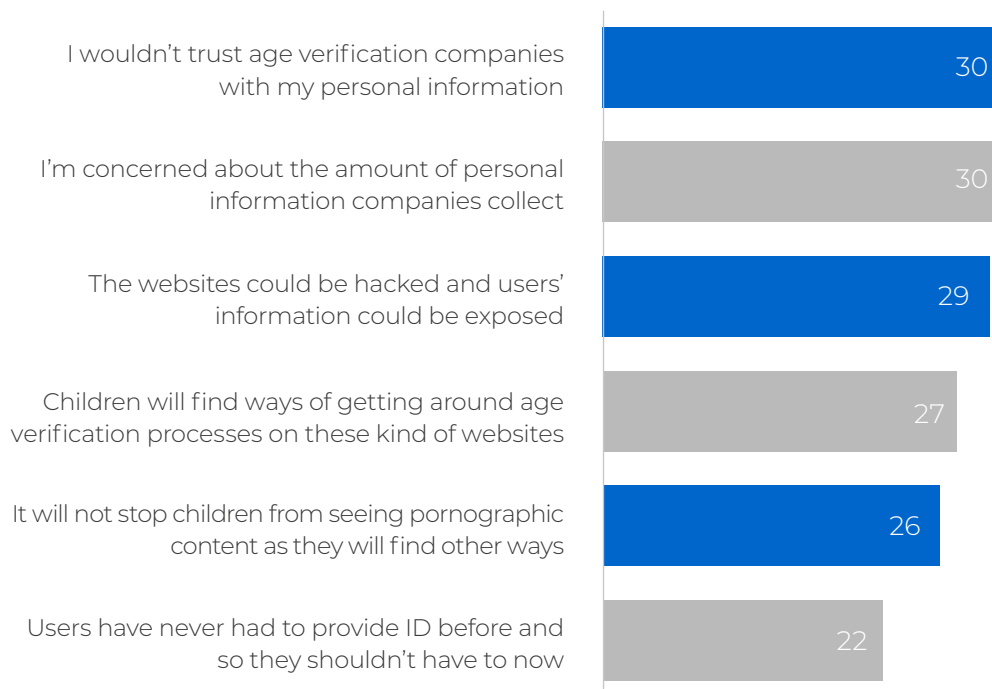 I wouldn’t trust age verification companies
with my personal information
30
I’m concerned about the amount of personal
information companies collect
30
The websites could be hacked and users’
information could be exposed
29
Children will find ways of getting around age
verification processes on these kind of websites
27
It will not stop children from seeing pornographic
content as they will find other ways
26
Users have never had to provide ID before and
so they shouldn’t have to now
22